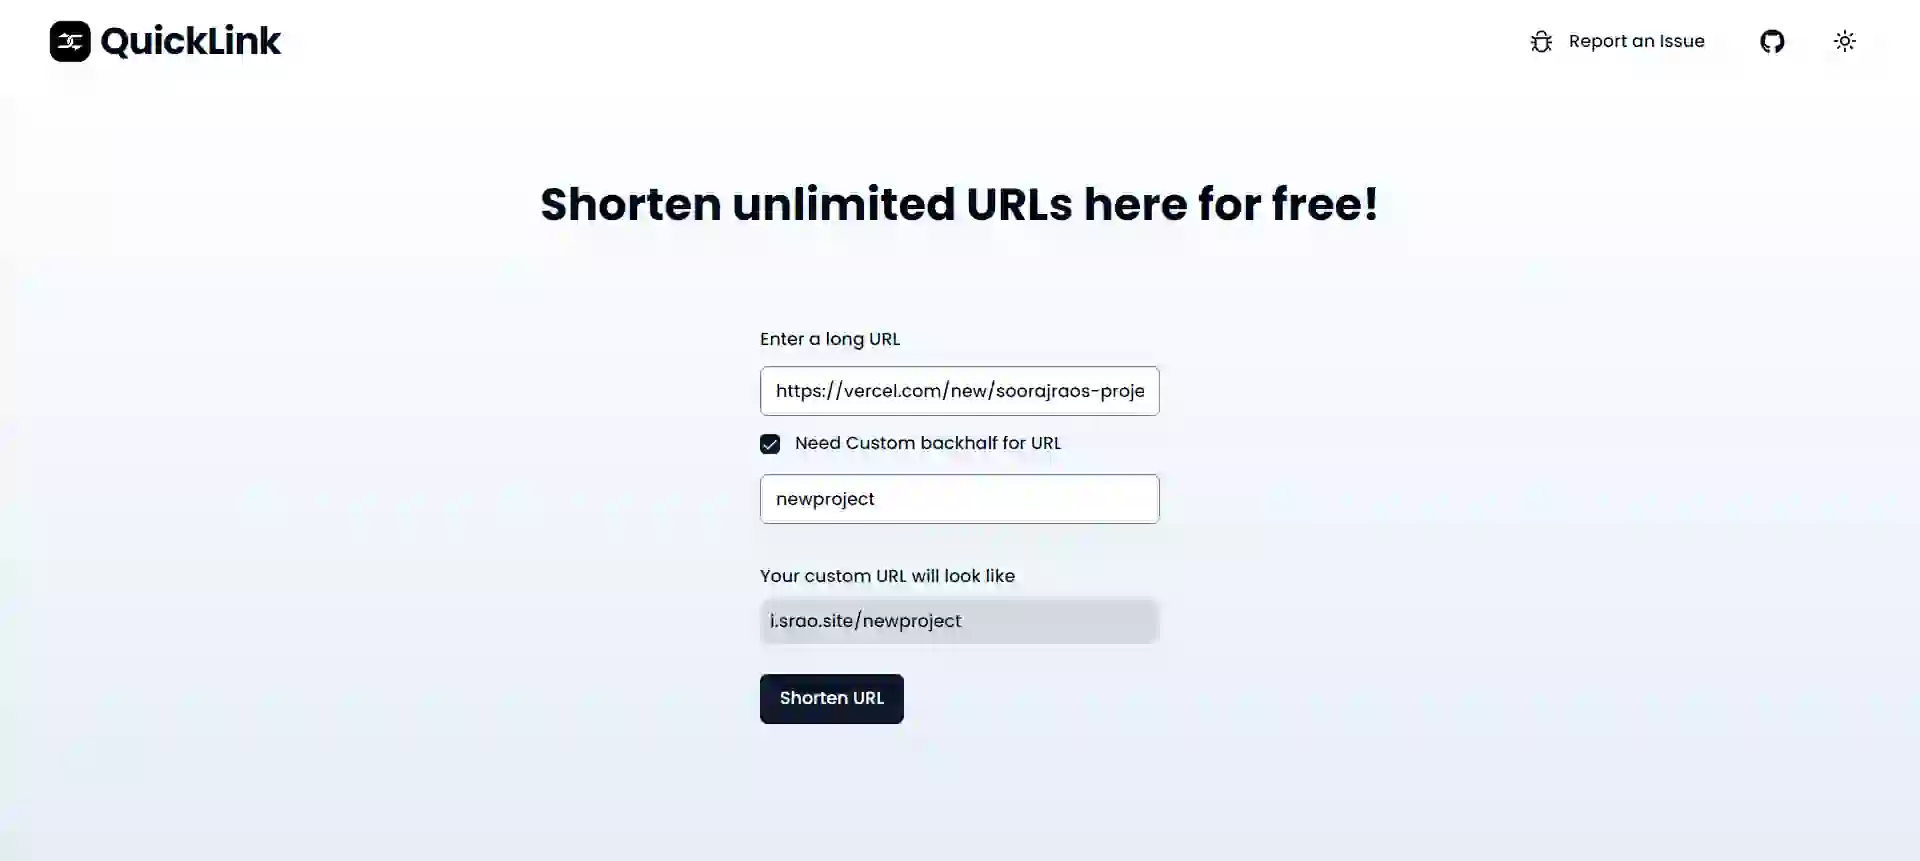 QuickLink
Report an Issue
Shorten unlimited URLs here for free!
Enter a long URL
https://vercel.com/new/soorajraos-proje
Need Custom backhalf for URL
newproject
Your custom URL will look like
i.srao.site/newproject
Shorten URL